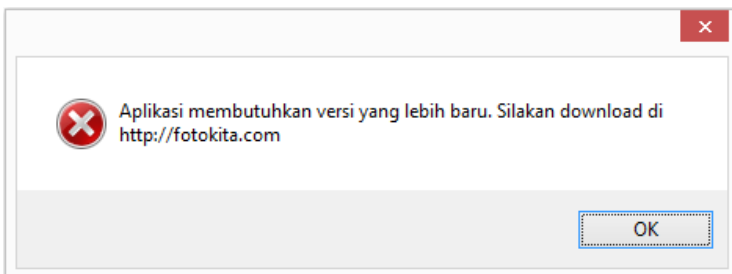 Aplikasi membutuhkan versi yang lebih baru. Silakan download di
http://fotokita.com
OK